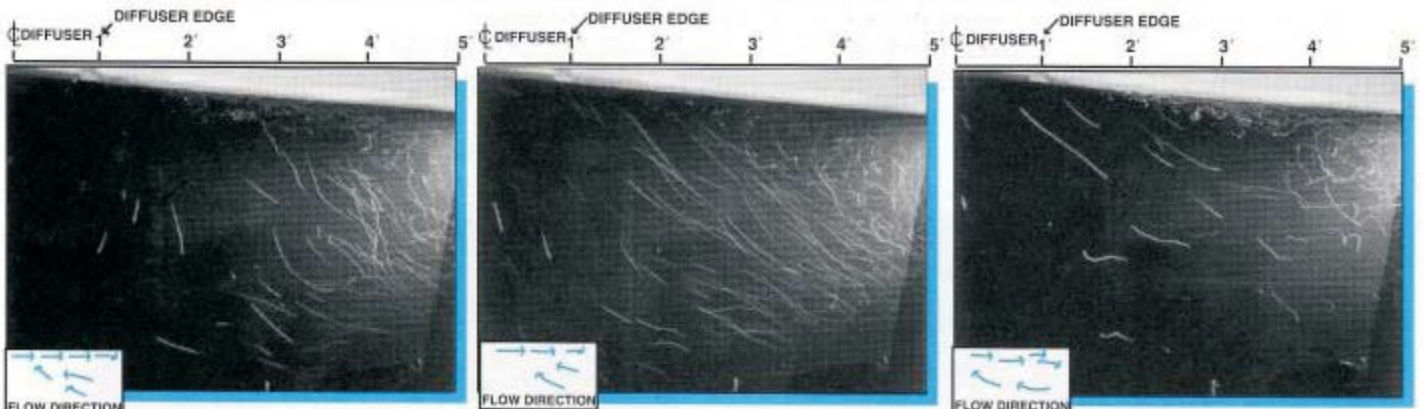 DIFFUSER EDGE
℄ DIFFUSER 1' 2' 3' 4' 5'
FLOW DIRECTION
DIFFUSER EDGE
℄ DIFFUSER 1' 2' 3' 4' 5'
FLOW DIRECTION
DIFFUSER EDGE
℄ DIFFUSER 1' 2' 3' 4' 5'
FLOW DIRECTION